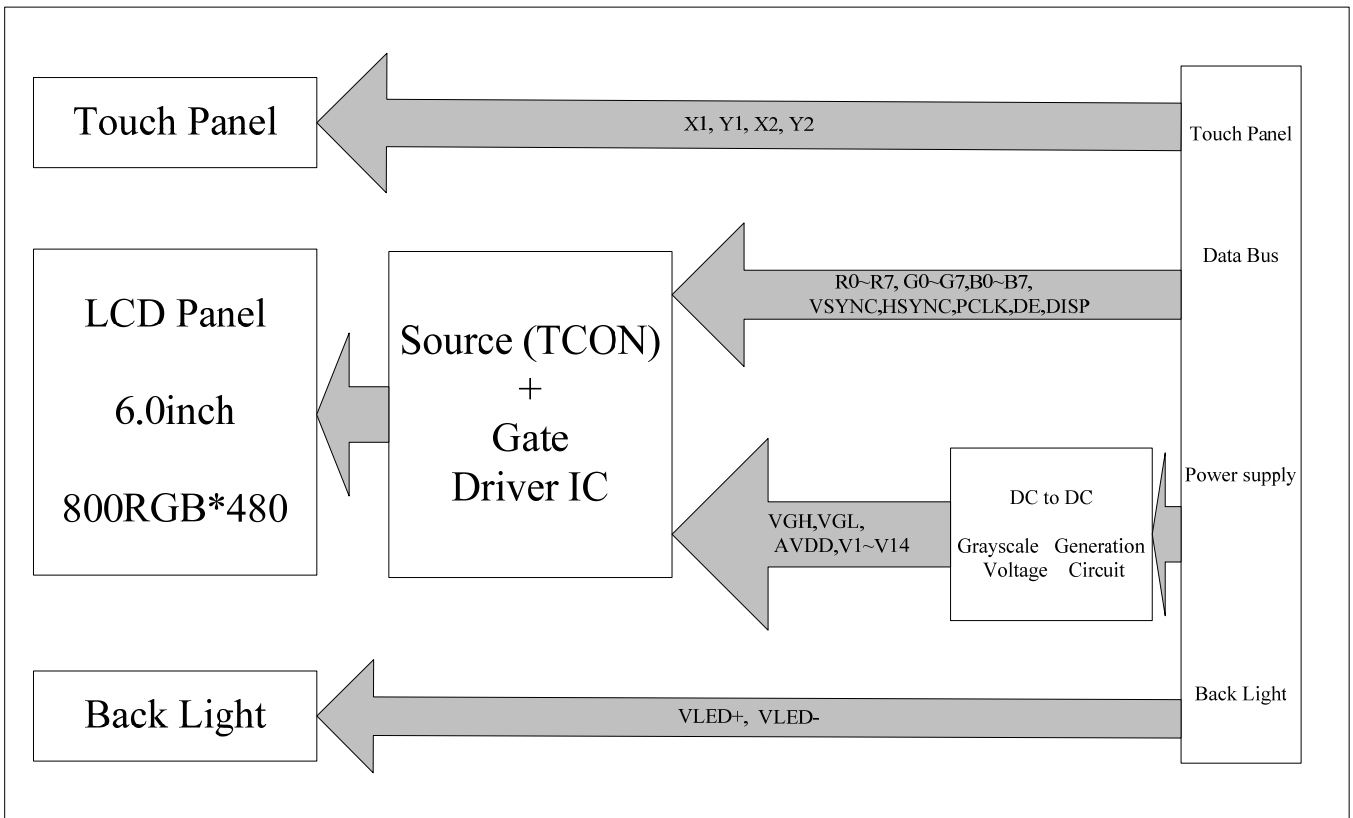 Touch Panel
X1, Y1, X2, Y2
Touch Panel
LCD Panel
6.0inch
800RGB*480
Source (TCON)
+
Gate
Driver IC
R0~R7, G0~G7,B0~B7,
VSYNC,HSYNC,PCLK,DE,DISP
Data Bus
VGH,VGL,
AVDD,V1~V14
DC to DC
Grayscale Generation
Voltage Circuit
Power supply
Back Light
VLED+, VLED-
Back Light